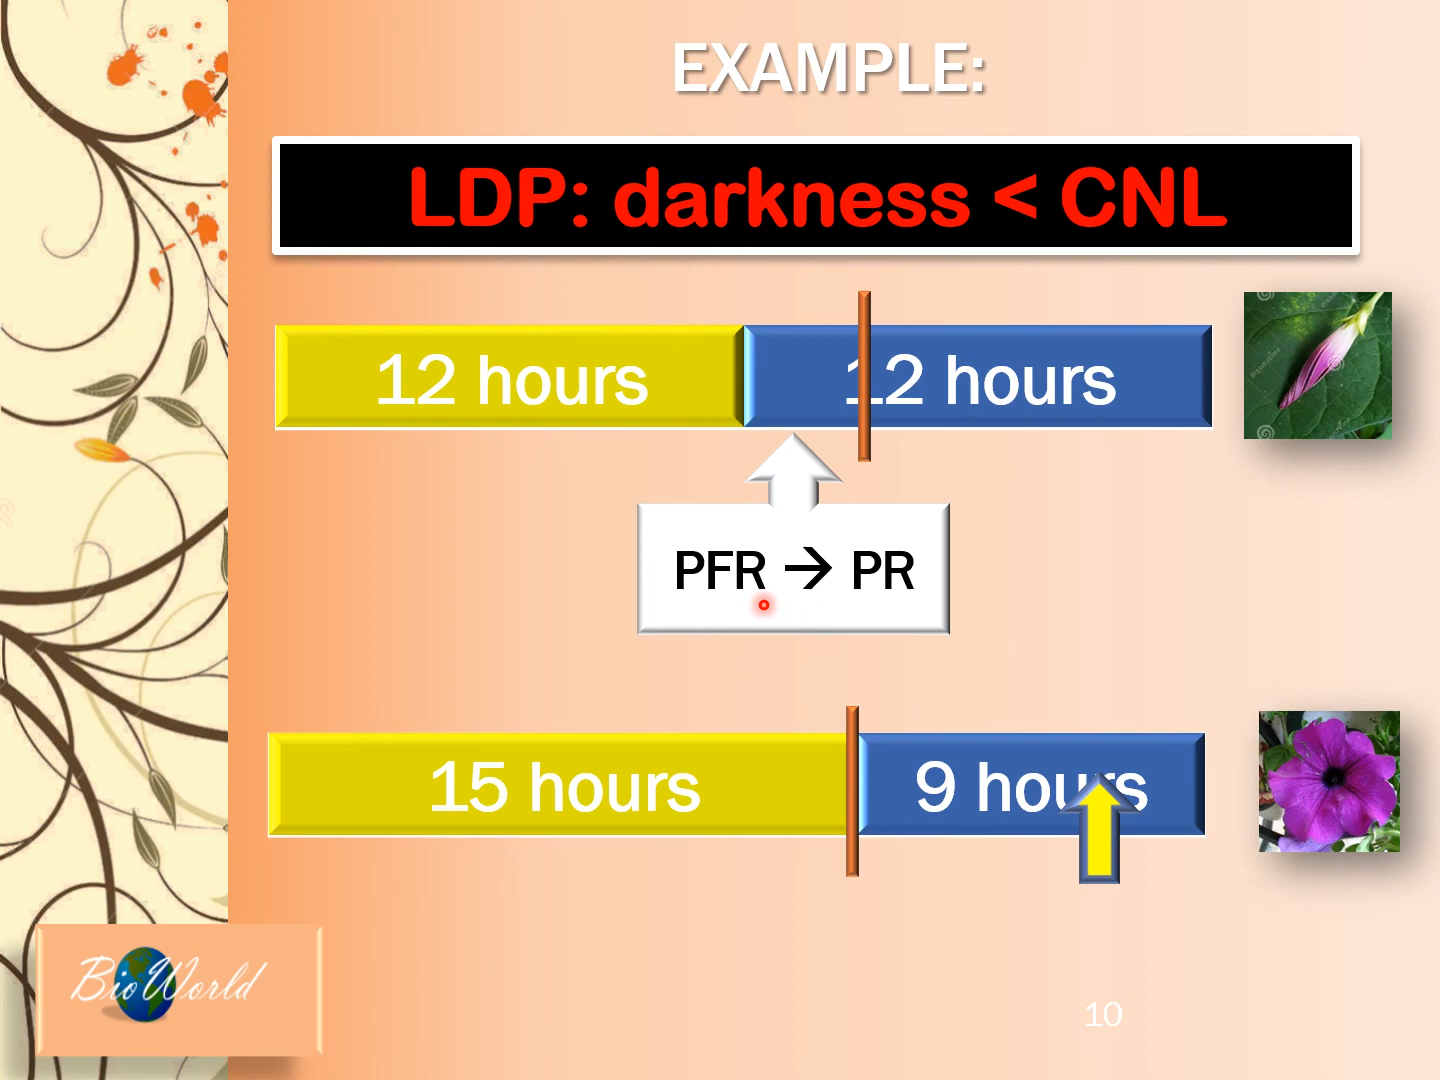 EXAMPLE:
LDP: darkness < CNL
12 hours
12 hours
PFR → PR
15 hours
9 hours
BioWorld
10